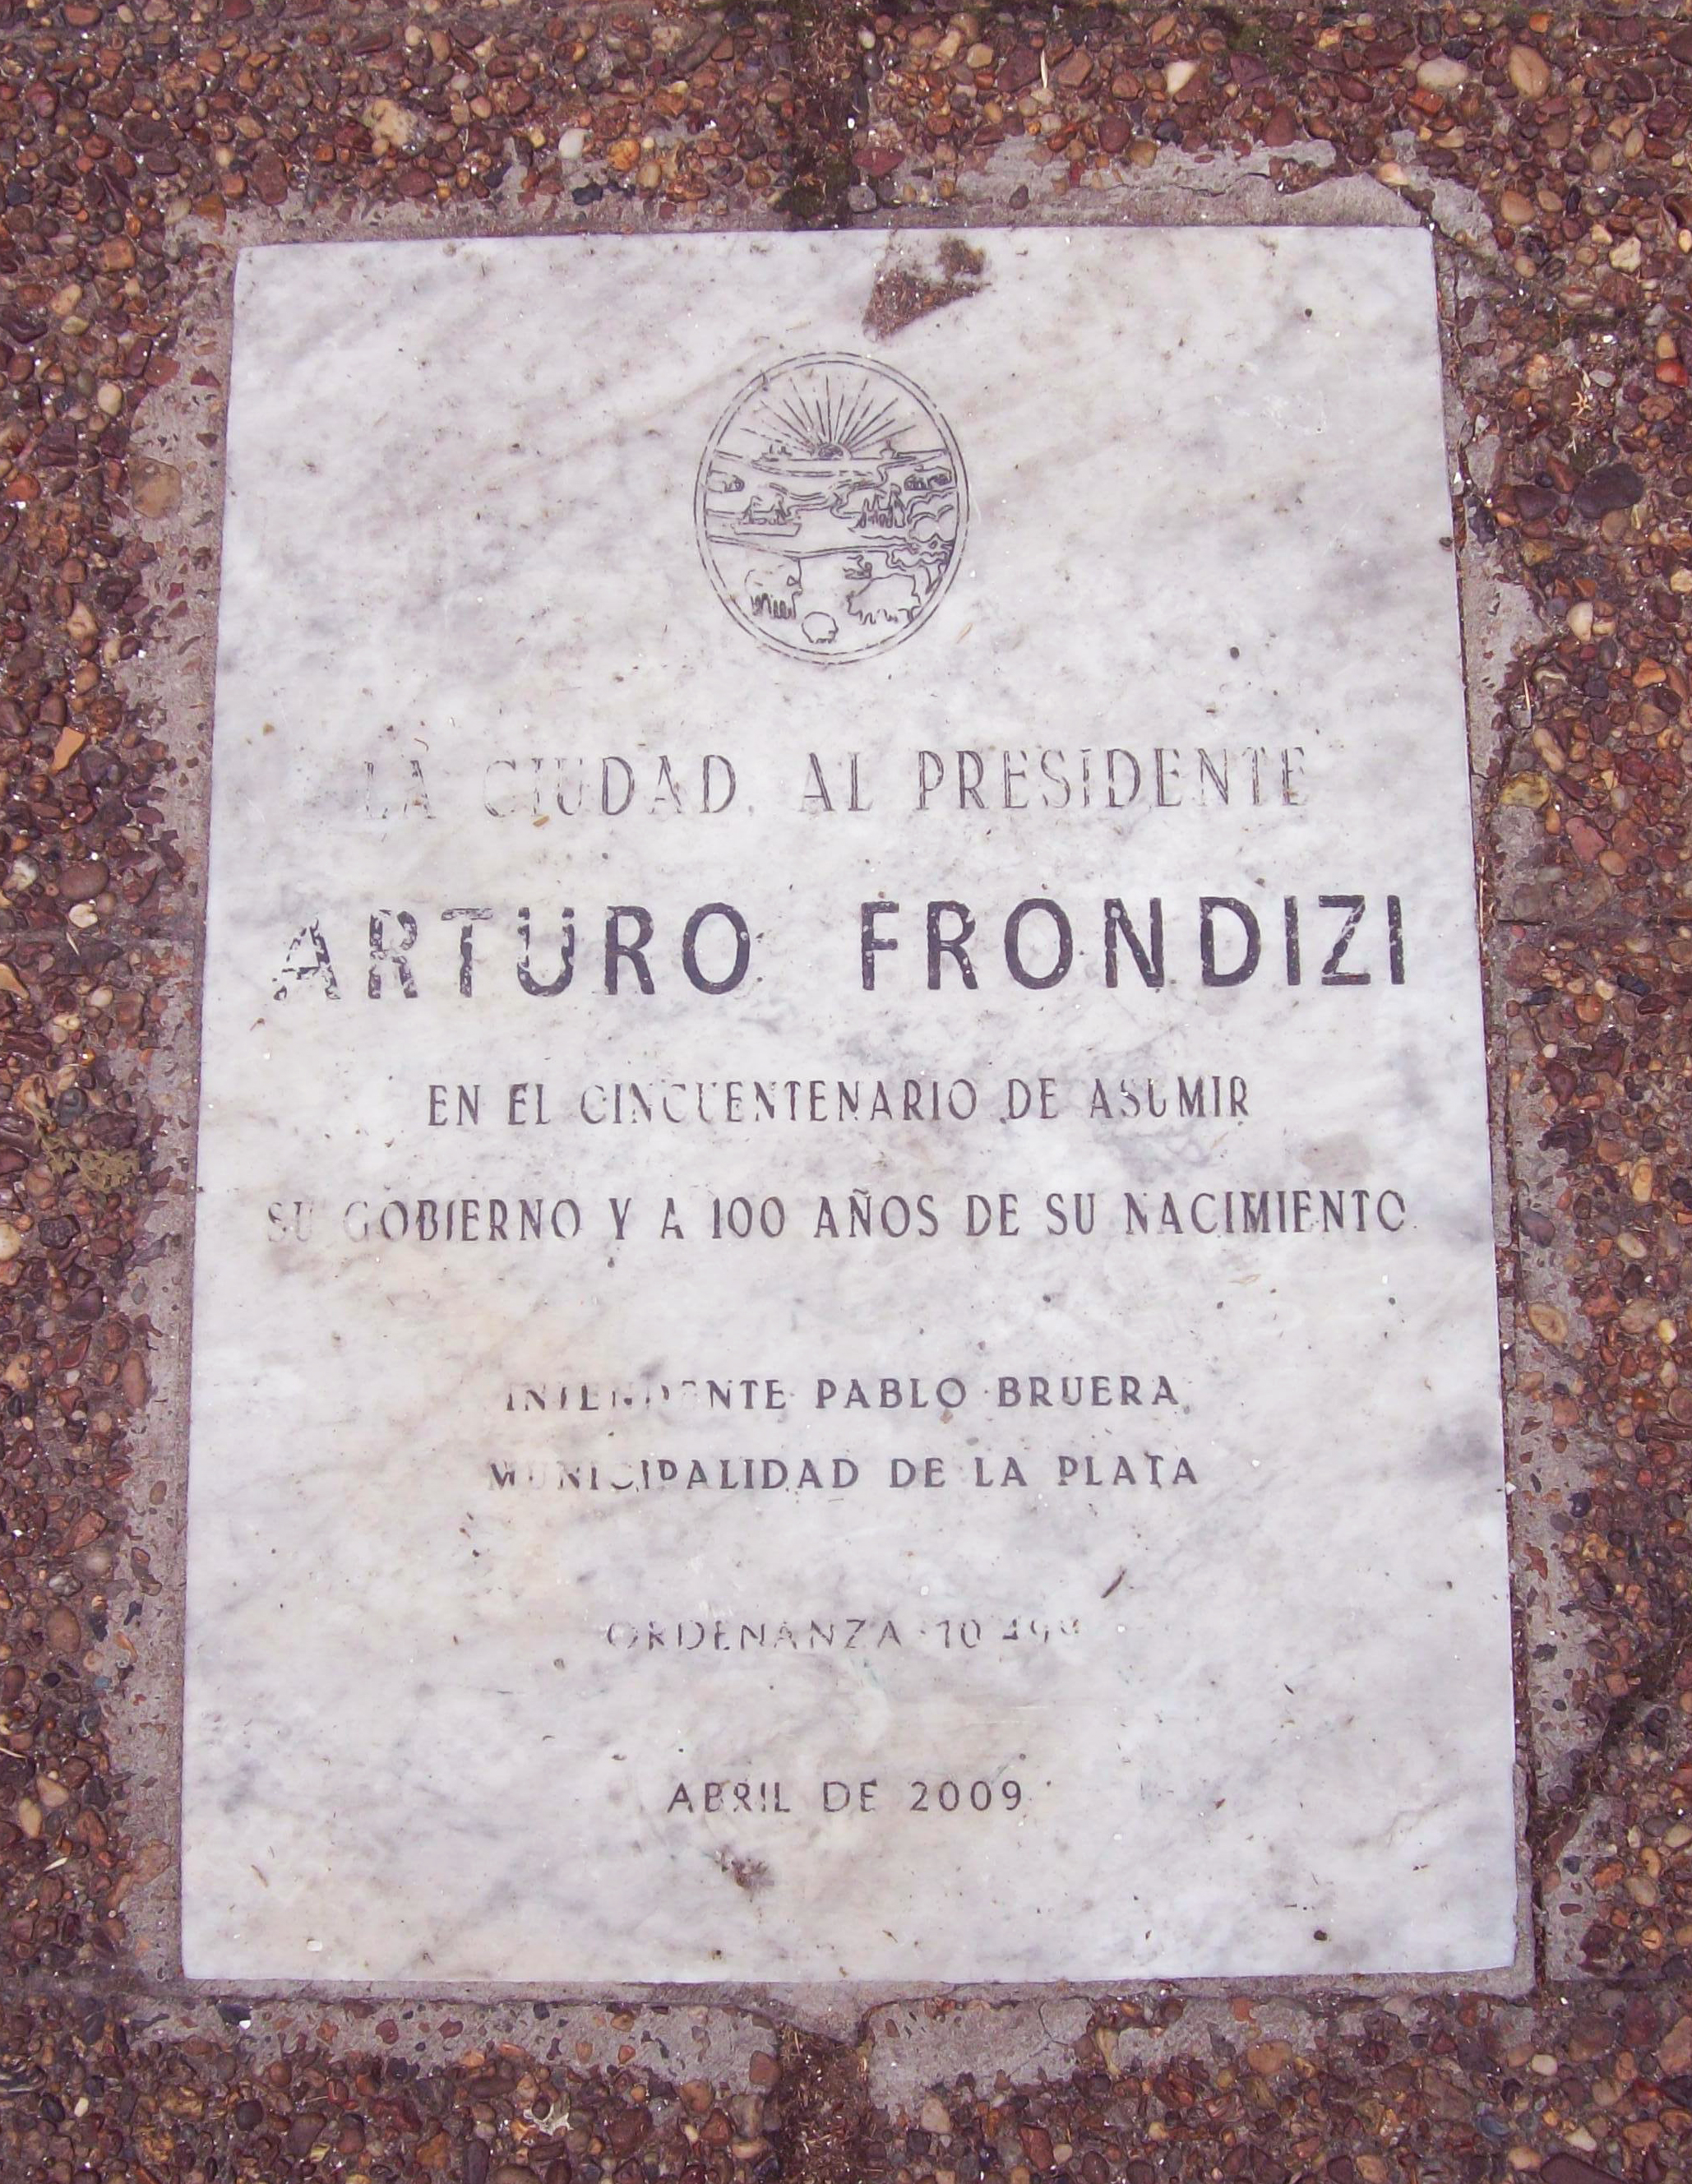 LA CIUDAD AL PRESIDENTE
ARTURO FRONDIZI
EN EL CINCUENTENARIO DE ASUMIR
SU GOBIERNO Y A 100 AÑOS DE SU NACIMIENTO
INTENDENTE PABLO BRUERA
MUNICIPALIDAD DE LA PLATA
ORDENANZA
ABRIL DE 2009